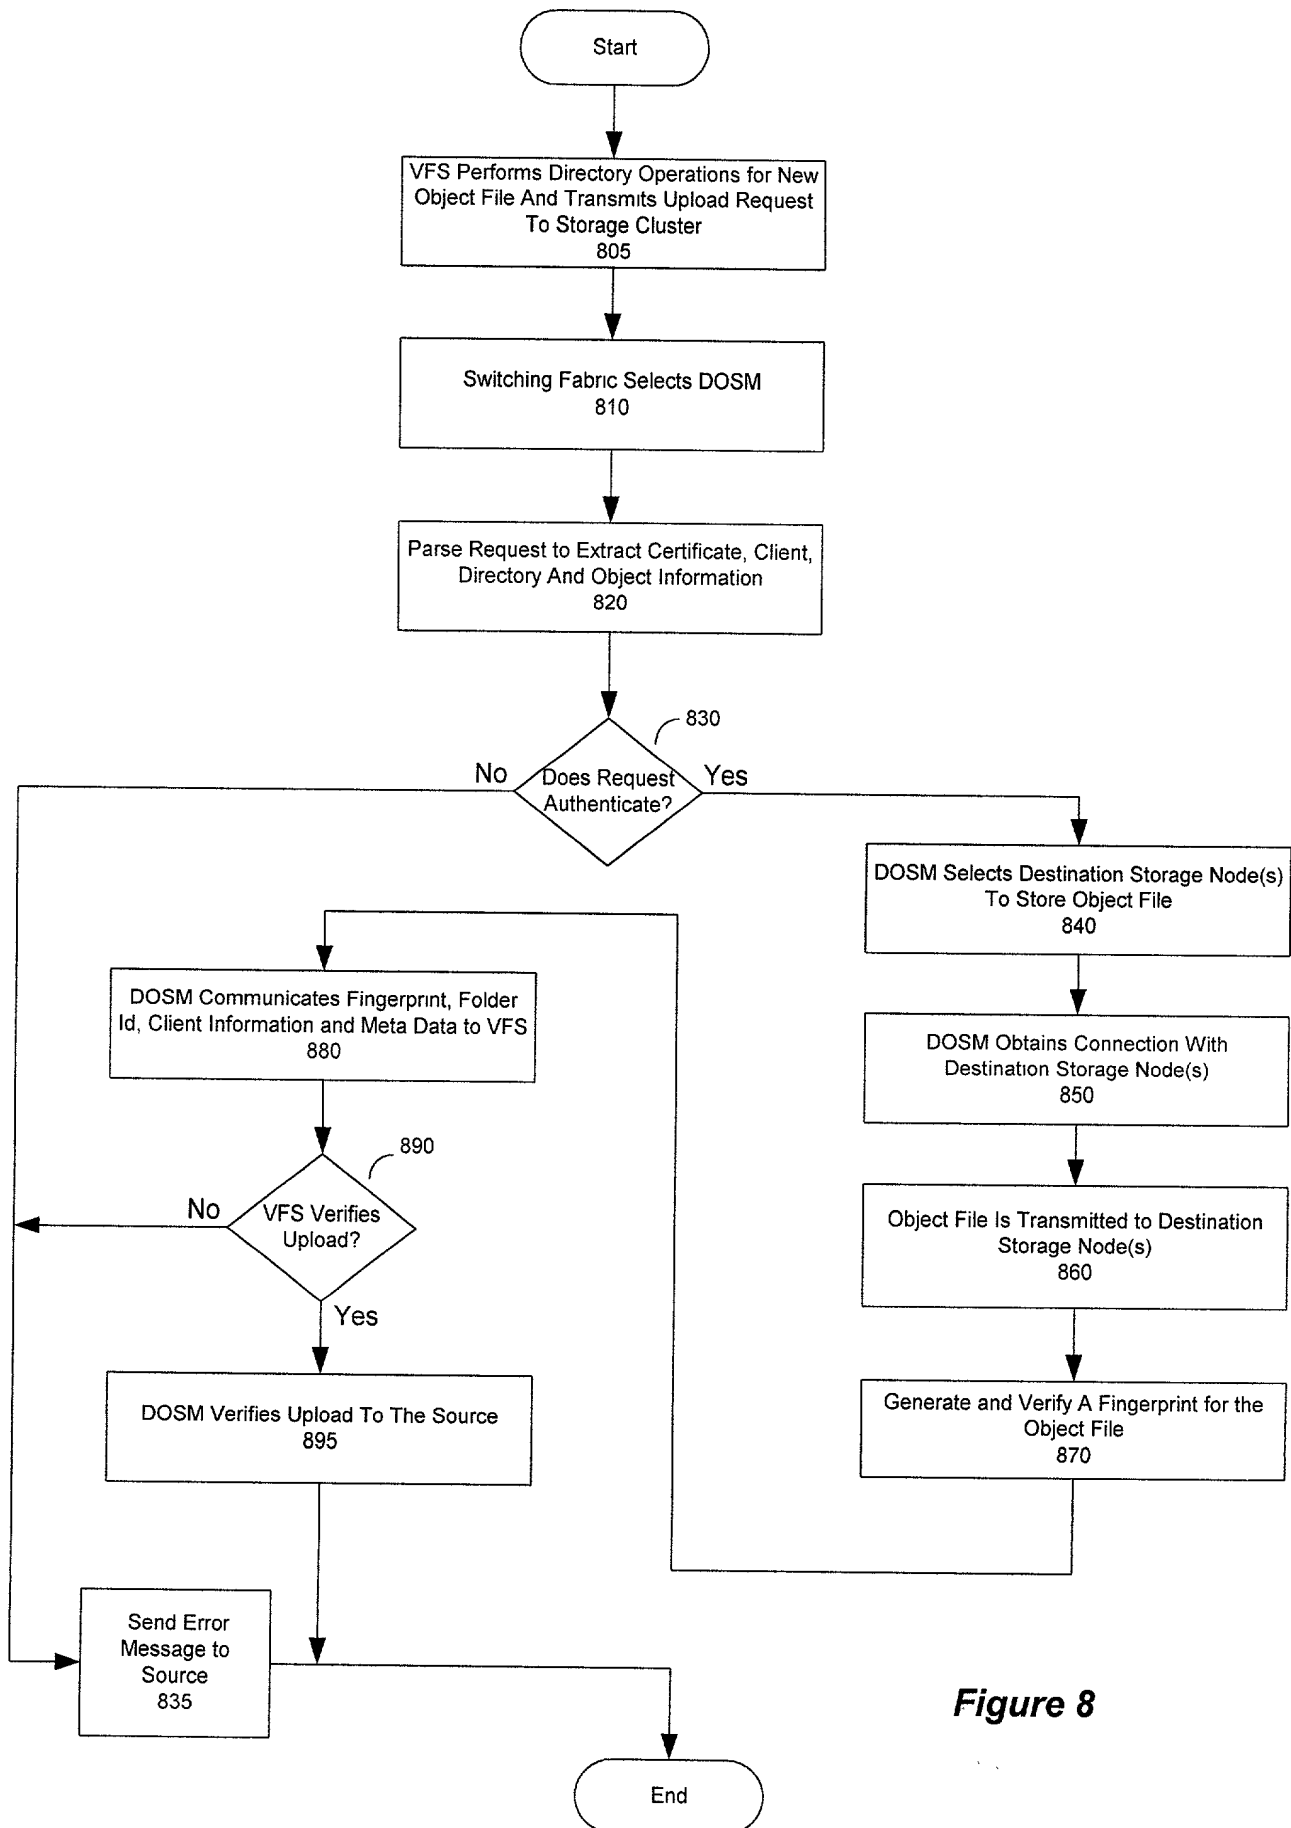 Start
VFS Performs Directory Operations for New
Object File And Transmits Upload Request
To Storage Cluster
805
Switching Fabric Selects DOSM
810
Parse Request to Extract Certificate, Client,
Directory And Object Information
820
830
No
Does Request
Authenticate?
Yes
DOSM Selects Destination Storage Node(s)
To Store Object File
840
DOSM Obtains Connection With
Destination Storage Node(s)
850
Object File Is Transmitted to Destination
Storage Node(s)
860
Generate and Verify A Fingerprint for the
Object File
870
DOSM Communicates Fingerprint, Folder
Id, Client Information and Meta Data to VFS
880
890
No
VFS Verifies
Upload?
Yes
DOSM Verifies Upload To The Source
895
Send Error
Message to
Source
835
End
Figure 8